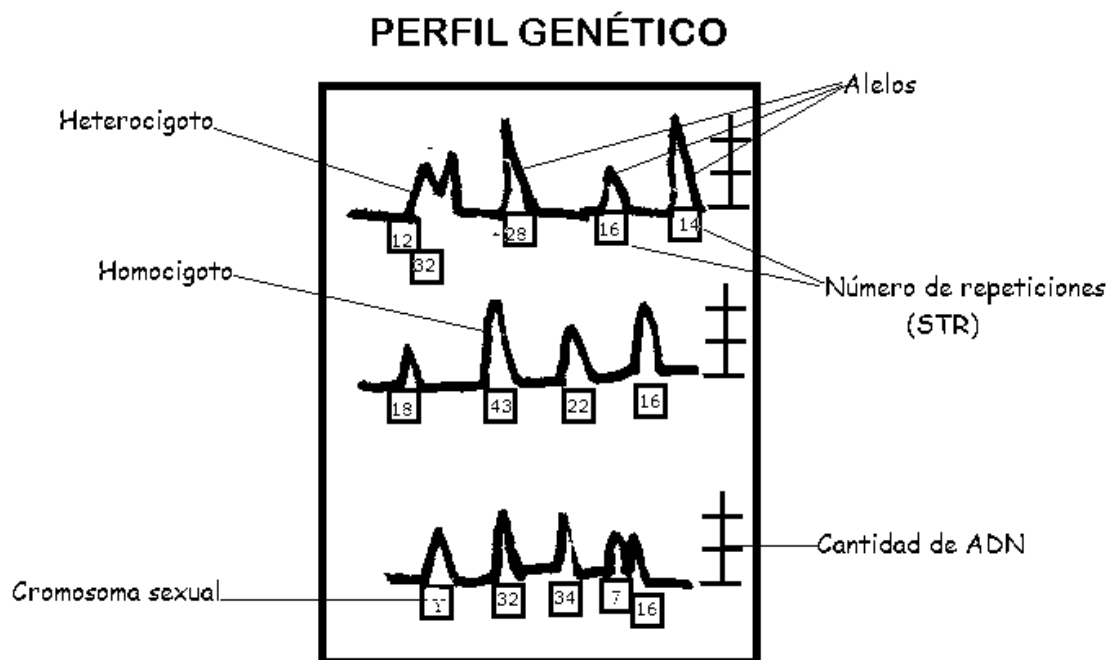 PERFIL GENÉTICO
Heterocigoto
Alelos
12
32
28
16
14
Homocigoto
Número de repeticiones
(STR)
18
43
22
16
Cantidad de ADN
Cromosoma sexual
Y
32
34
7
16